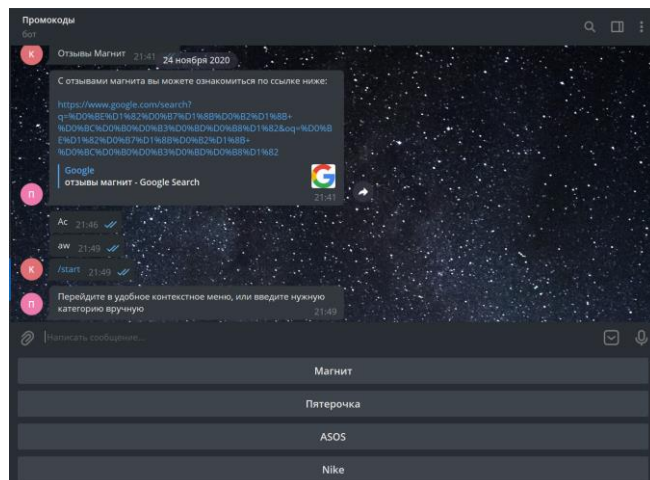 Промокоды
бот
Отзывы Магнит 21:41
24 ноября 2020
С отзывами магнита вы можете ознакомиться по ссылке ниже:
https://www.google.com/search?
q=%D0%BE%D1%82%D0%B7%D1%8B%D0%B2%D1%8B+
%D0%BC%D0%B0%D0%B3%D0%BD%D0%B8%D1%82&oq=%D0%B
E%D1%82%D0%B7%D1%8B%D0%B2%D1%8B+
%D0%BC%D0%B0%D0%B3%D0%BD%D0%B8%D1%82
Google
отзывы магнит - Google Search
21:41
П
Ас 21:46
aw 21:49
К
/start 21:49
П
Перейдите в удобное контекстное меню, или введите нужную
категорию вручную
21:49
Написать сообщение...
Магнит
Пятерочка
ASOS
Nike